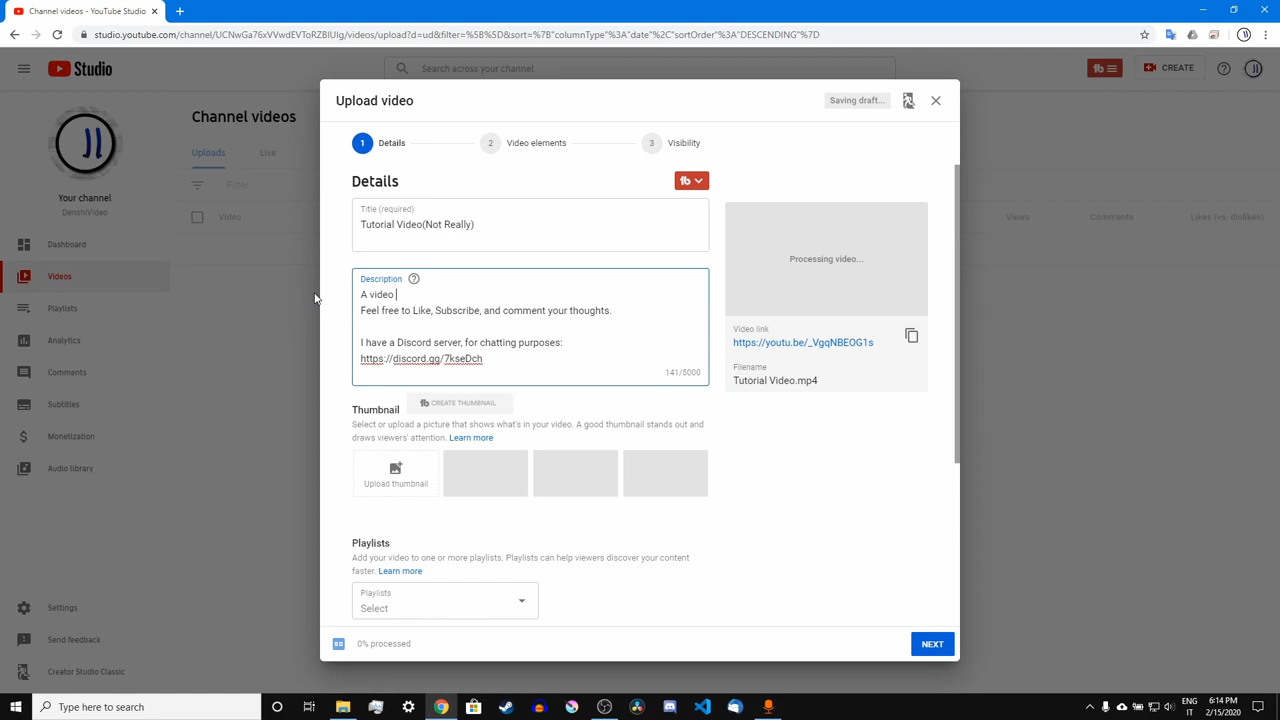 Channel videos - YouTube Studio
studio.youtube.com/channel/UCNwGa76xVVwdEVToRZBIUIg/videos/upload?d=ud&filter=%5B%5D&sort=%7B"columnType"%3A"date"%2C"sortOrder"%3A"DESCENDING"%7D
Studio
Search across your channel
CREATE
Your channel
DenshiVideo
Dashboard
Videos
Playlists
Analytics
Comments
Subtitles
Monetization
Audio library
Settings
Send feedback
Creator Studio Classic
Channel videos
Uploads
Live
Filter
Video
Views
Comments
Likes (vs. dislikes)
Upload video
Saving draft...
1 Details
2 Video elements
3 Visibility
Details
Title (required)
Tutorial Video(Not Really)
Description
A video
Feel free to Like, Subscribe, and comment your thoughts.
I have a Discord server, for chatting purposes:
https://discord.gg/7kseDch
141/5000
Processing video...
Video link
https://youtu.be/_VgqNBEOG1s
Filename
Tutorial Video.mp4
Thumbnail
CREATE THUMBNAIL
Select or upload a picture that shows what's in your video. A good thumbnail stands out and
draws viewers' attention. Learn more
Upload thumbnail
Playlists
Add your video to one or more playlists. Playlists can help viewers discover your content
faster. Learn more
Playlists
Select
0% processed
NEXT
Type here to search
ENG
IT
6:14 PM
2/15/2020